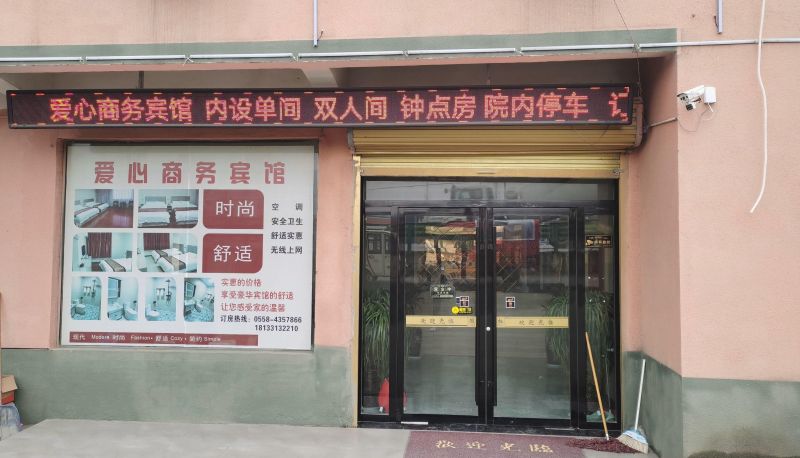 爱心商务宾馆 内设单间 双人间 钟点房 院内停车
爱心商务宾馆
时尚
舒适
空 调
安全卫生
舒适实惠
无线上网
实惠的价格
享受豪华宾馆的舒适
让您感受家的温馨
订房热线：0558-4357866
18133132210
现代 Modern 时尚 Fashion· 舒适 Cozy· 简约 Simple
欢迎光临
欢迎光临